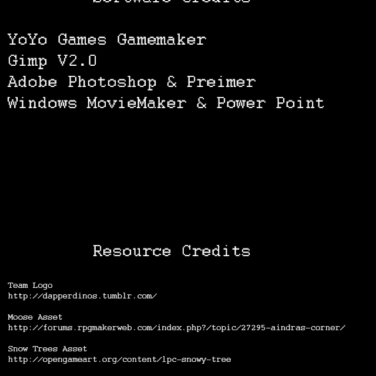 Software Credits
YoYo Games Gamemaker
Gimp V2.0
Adobe Photoshop & Preimer
Windows MovieMaker & Power Point
Resource Credits
Team Logo
http://dapperdinos.tumblr.com/
Moose Asset
http://forums.rpgmakerweb.com/index.php?/topic/27295-aindras-corner/
Snow Trees Asset
http://opengameart.org/content/lpc-snowy-tree